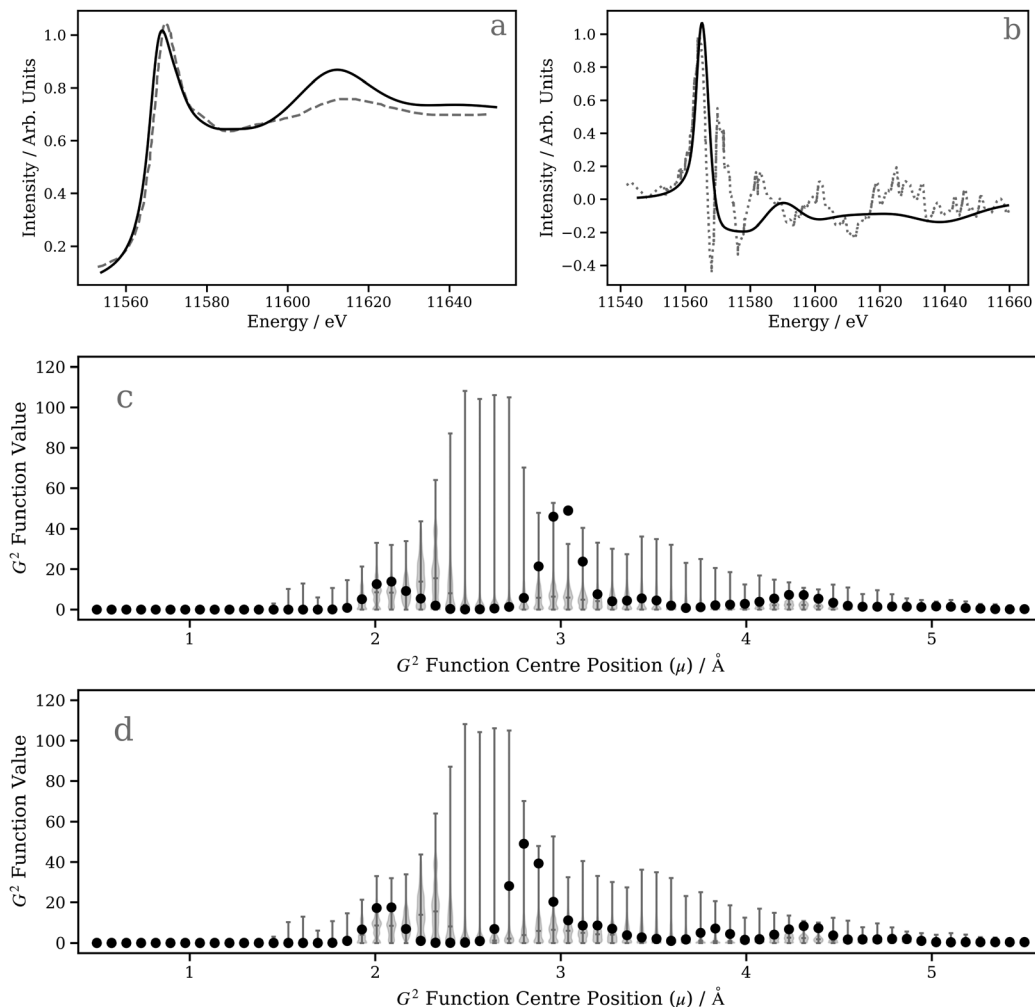 a
1.0
0.8
0.6
0.4
0.2
Intensity / Arb. Units
11560 11580 11600 11620 11640
Energy / eV
b
1.0
0.8
0.6
0.4
0.2
0.0
−0.2
−0.4
Intensity / Arb. Units
11540 11560 11580 11600 11620 11640 11660
Energy / eV
c
120
100
80
60
40
20
0
G² Function Value
1 2 3 4 5
G² Function Centre Position (μ) / Å
d
120
100
80
60
40
20
0
G² Function Value
1 2 3 4 5
G² Function Centre Position (μ) / Å